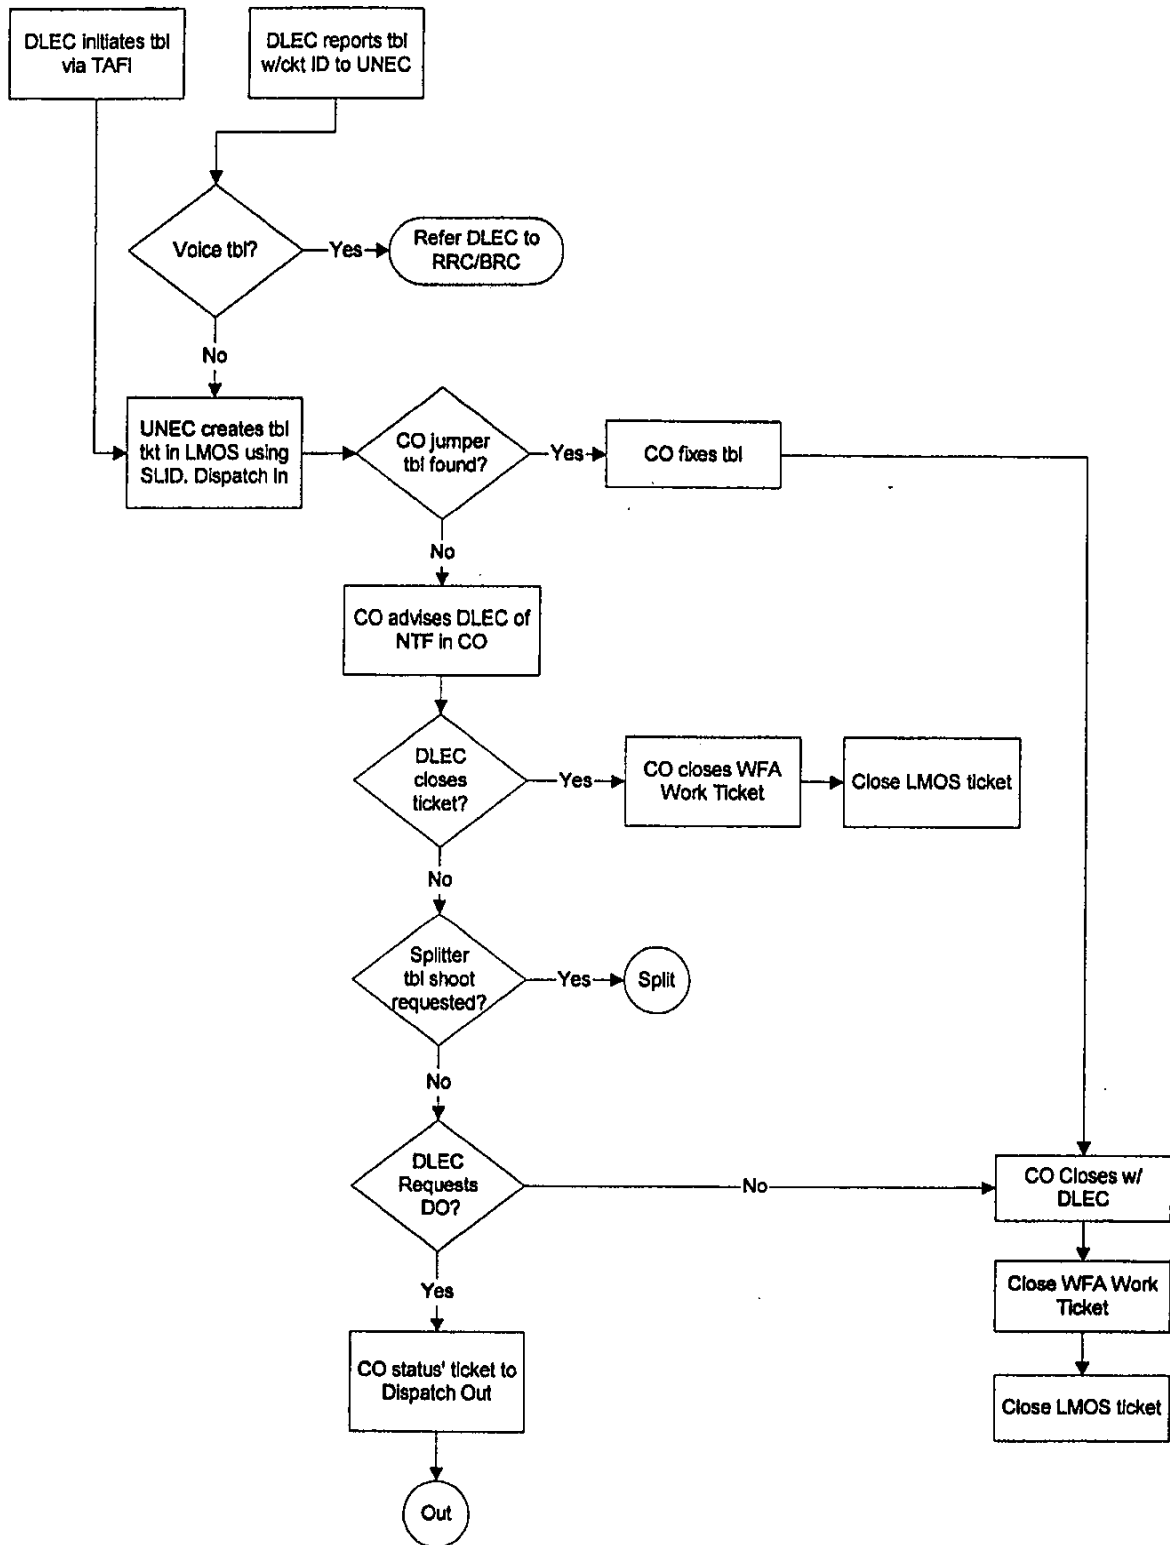 DLEC initiates tbl
via TAFI
DLEC reports tbl
w/ckt ID to UNEC
Voice tbl?
Yes
Refer DLEC to
RRC/BRC
No
UNEC creates tbl
tkt in LMOS using
SLID. Dispatch In
CO jumper
tbl found?
Yes
CO fixes tbl
No
CO advises DLEC of
NTF in CO
DLEC
closes
ticket?
Yes
CO closes WFA
Work Ticket
Close LMOS ticket
No
Splitter
tbl shoot
requested?
Yes
Split
No
DLEC
Requests
DO?
No
CO Closes w/
DLEC
Yes
Close WFA Work
Ticket
CO status' ticket to
Dispatch Out
Close LMOS ticket
Out